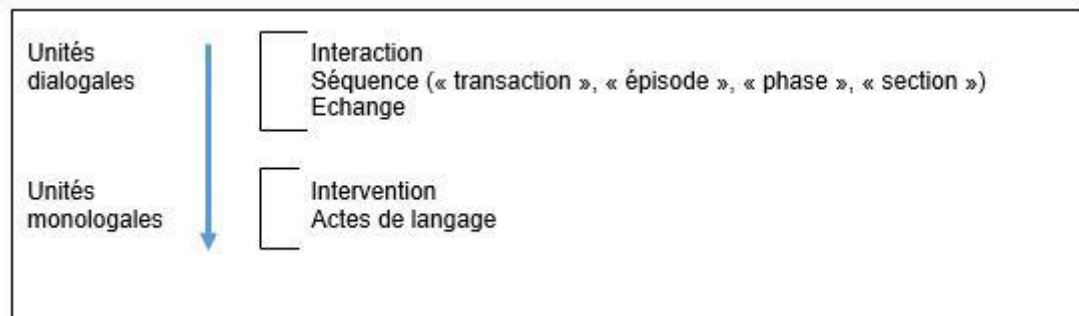 Unités
dialogales
Interaction
Séquence (« transaction », « épisode », « phase », « section »)
Echange
Unités
monologales
Intervention
Actes de langage